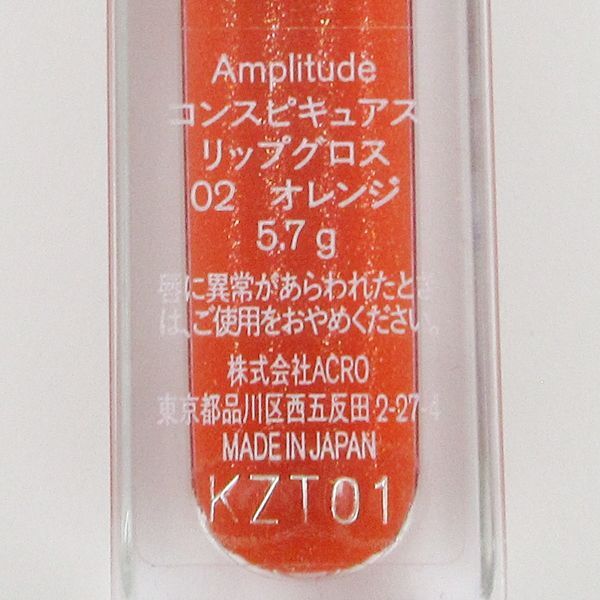 Amplitude
コンスピキュアス
リップグロス
02 オレンジ
5.7 g
唇に異常があらわれたとき
は、ご使用をおやめください。
株式会社ACRO
東京都品川区西五反田 2-27-4
MADE IN JAPAN
KZT01